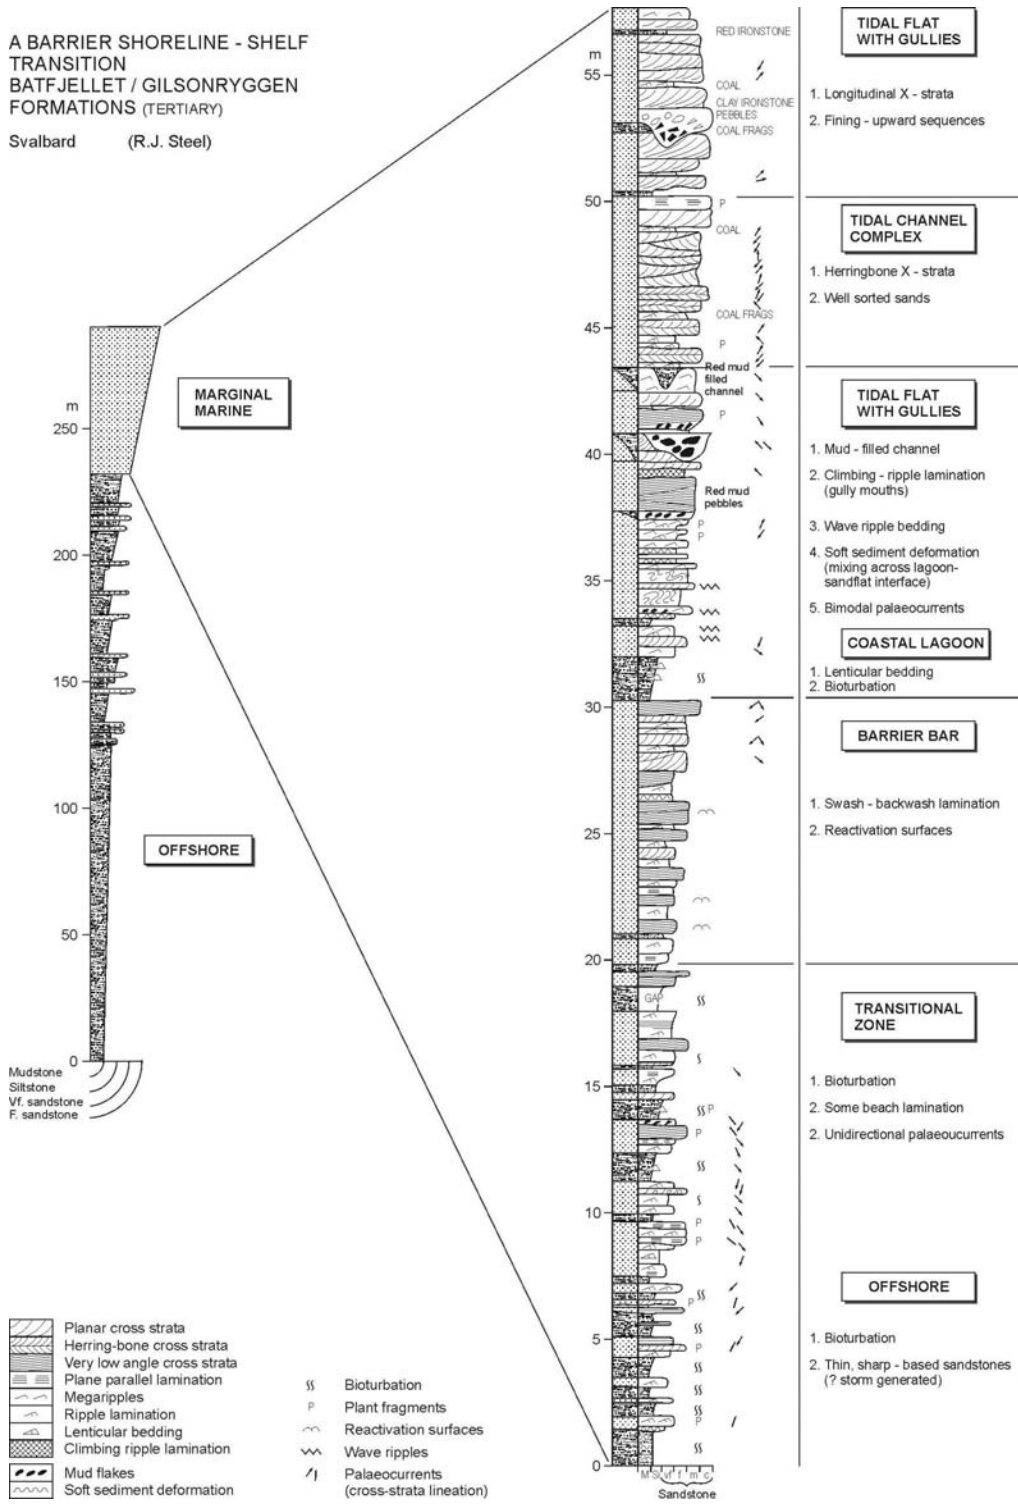 A BARRIER SHORELINE - SHELF
TRANSITION
BATFJELLET / GILSONRYGGEN
FORMATIONS (TERTIARY)
Svalbard (R.J. Steel)
m
250
200
150
100
50
0
Mudstone
Siltstone
Vf. sandstone
F. sandstone
MARGINAL
MARINE
OFFSHORE
m
55
50
45
40
35
30
25
20
15
10
5
0
M Si vf f m c
Sandstone
RED IRONSTONE
COAL
CLAY IRONSTONE
PEBBLES
COAL FRAGS
P
COAL
COAL FRAGS
P
Red mud
filled
channel
P
Red mud
pebbles
P
P
GAP
P
P
P
P
P
P
P
TIDAL FLAT
WITH GULLIES
1. Longitudinal X - strata
2. Fining - upward sequences
TIDAL CHANNEL
COMPLEX
1. Herringbone X - strata
2. Well sorted sands
TIDAL FLAT
WITH GULLIES
1. Mud - filled channel
2. Climbing - ripple lamination
(gully mouths)
3. Wave ripple bedding
4. Soft sediment deformation
(mixing across lagoon-
sandflat interface)
5. Bimodal palaeocurrents
COASTAL LAGOON
1. Lenticular bedding
2. Bioturbation
BARRIER BAR
1. Swash - backwash lamination
2. Reactivation surfaces
TRANSITIONAL
ZONE
1. Bioturbation
2. Some beach lamination
2. Unidirectional palaeoucurrents
OFFSHORE
1. Bioturbation
2. Thin, sharp - based sandstones
(? storm generated)
Planar cross strata
Herring-bone cross strata
Very low angle cross strata
Plane parallel lamination
Megaripples
Ripple lamination
Lenticular bedding
Climbing ripple lamination
Mud flakes
Soft sediment deformation
Bioturbation
P Plant fragments
Reactivation surfaces
Wave ripples
Palaeocurrents
(cross-strata lineation)